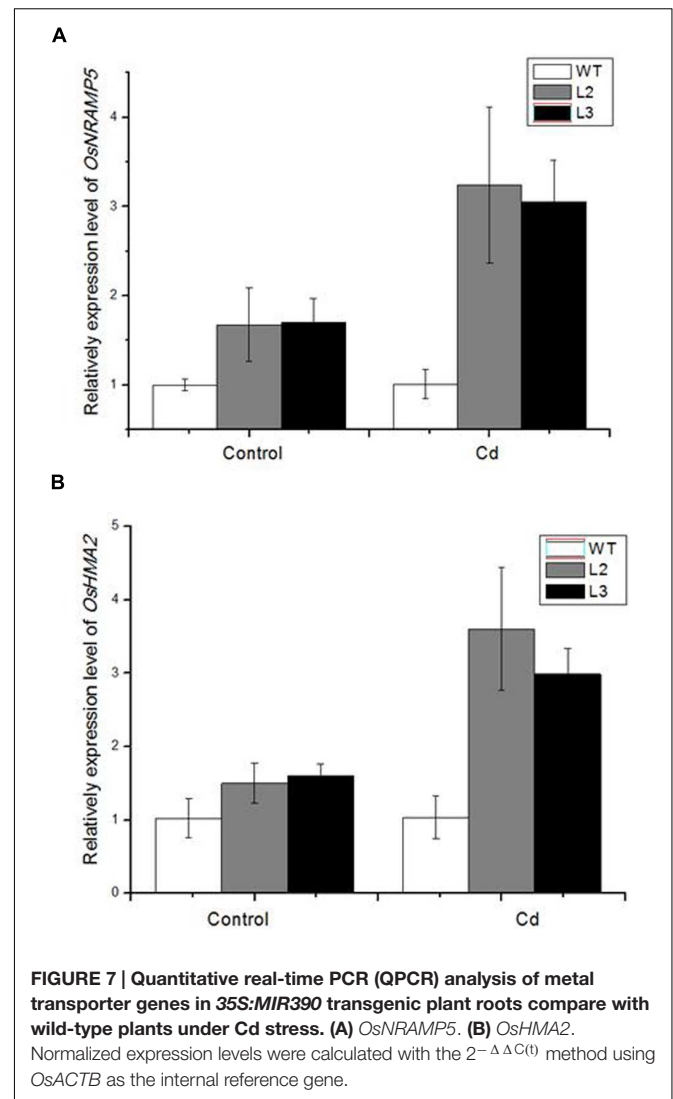 A
Relatively expression level of OsNRAMP5
4
3
2
1
WT
L2
L3
Control
Cd
B
Relatively expression level of OsHMA2
5
4
3
2
1
0
WT
L2
L3
Control
Cd
FIGURE 7 | Quantitative real-time PCR (QPCR) analysis of metal
transporter genes in 35S:MIR390 transgenic plant roots compare with
wild-type plants under Cd stress. (A) OsNRAMP5. (B) OsHMA2.
Normalized expression levels were calculated with the 2−ΔΔC(t) method using
OsACTB as the internal reference gene.